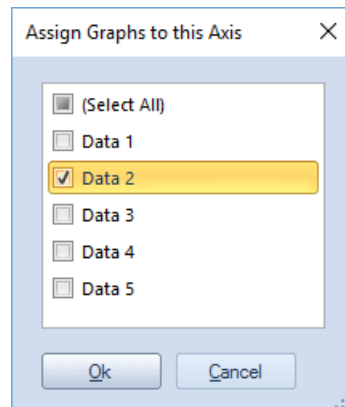 Assign Graphs to this Axis
(Select All)
Data 1
Data 2
Data 3
Data 4
Data 5
Ok
Cancel